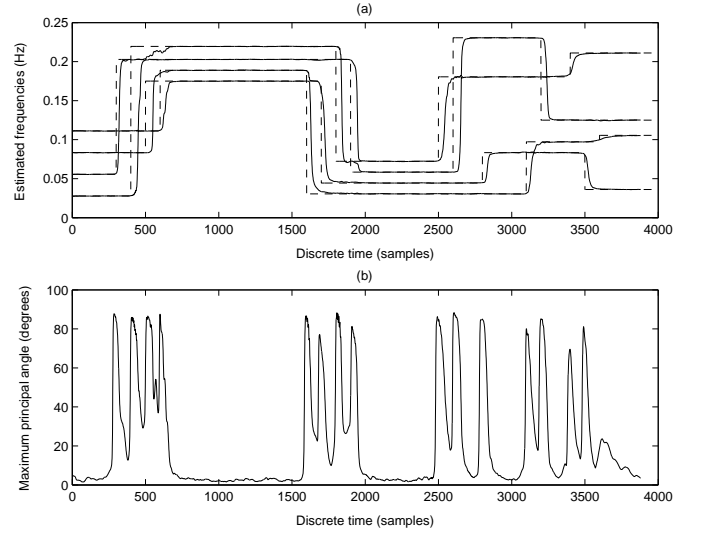 (a)
Estimated frequencies (Hz)
0.25
0.2
0.15
0.1
0.05
0
0 500 1000 1500 2000 2500 3000 3500 4000
Discrete time (samples)
(b)
Maximum principal angle (degrees)
100
80
60
40
20
0
0 500 1000 1500 2000 2500 3000 3500 4000
Discrete time (samples)